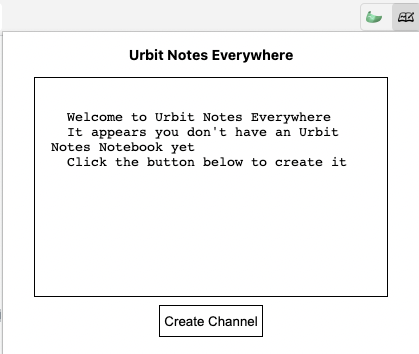 Urbit Notes Everywhere
Welcome to Urbit Notes Everywhere
It appears you don't have an Urbit
Notes Notebook yet
Click the button below to create it
Create Channel